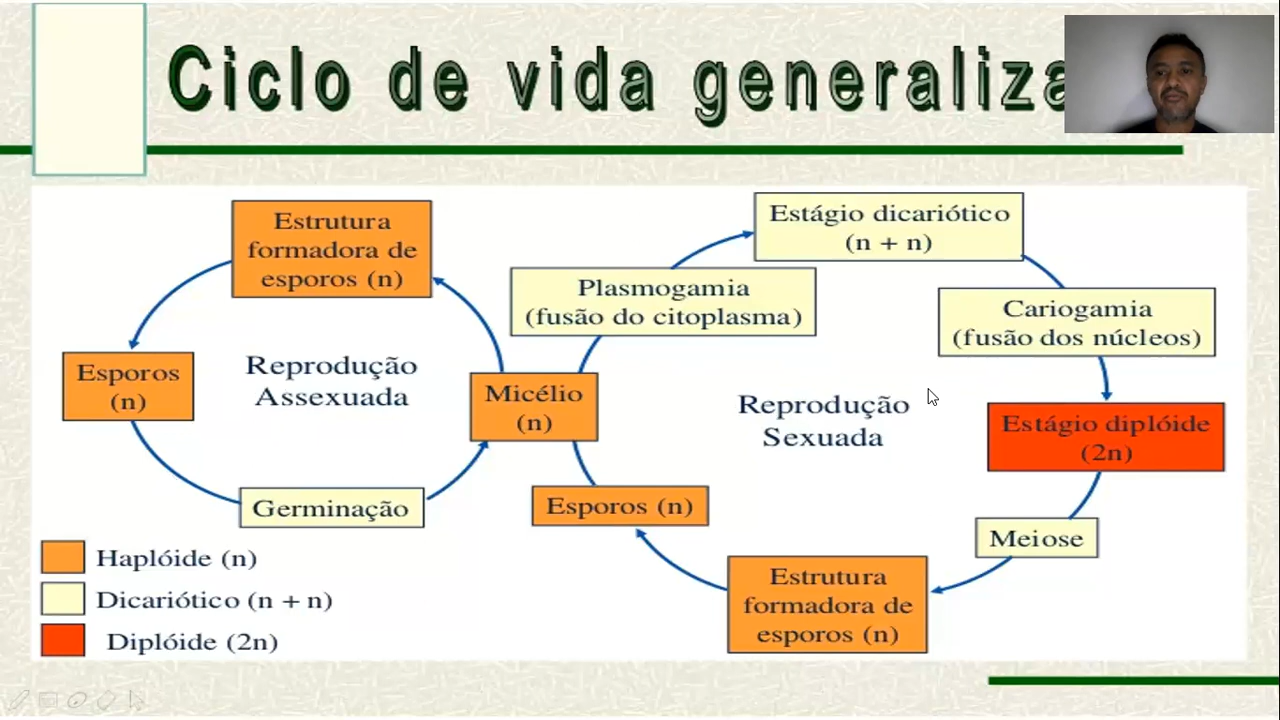 Ciclo de vida generaliza
Estrutura
formadora de
esporos (n)
Esporos
(n)
Reprodução
Assexuada
Germinação
Micélio
(n)
Plasmogamia
(fusão do citoplasma)
Estágio dicariótico
(n + n)
Cariogamia
(fusão dos núcleos)
Reprodução
Sexuada
Estágio diplóide
(2n)
Meiose
Estrutura
formadora de
esporos (n)
Esporos (n)
Haplóide (n)
Dicariótico (n + n)
Diplóide (2n)